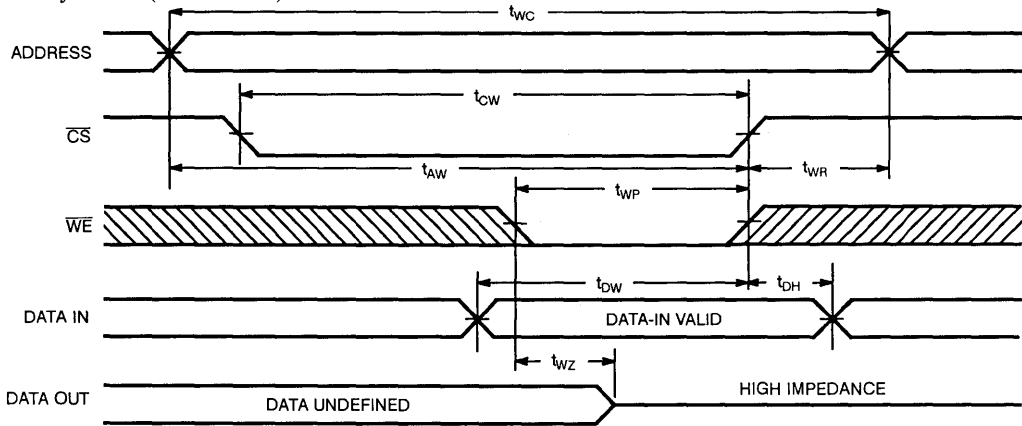 tWC
ADDRESS
tCW
CS
tAW
tWR
tWP
WE
tDW
tDH
DATA IN
DATA-IN VALID
tWZ
DATA OUT
DATA UNDEFINED
HIGH IMPEDANCE